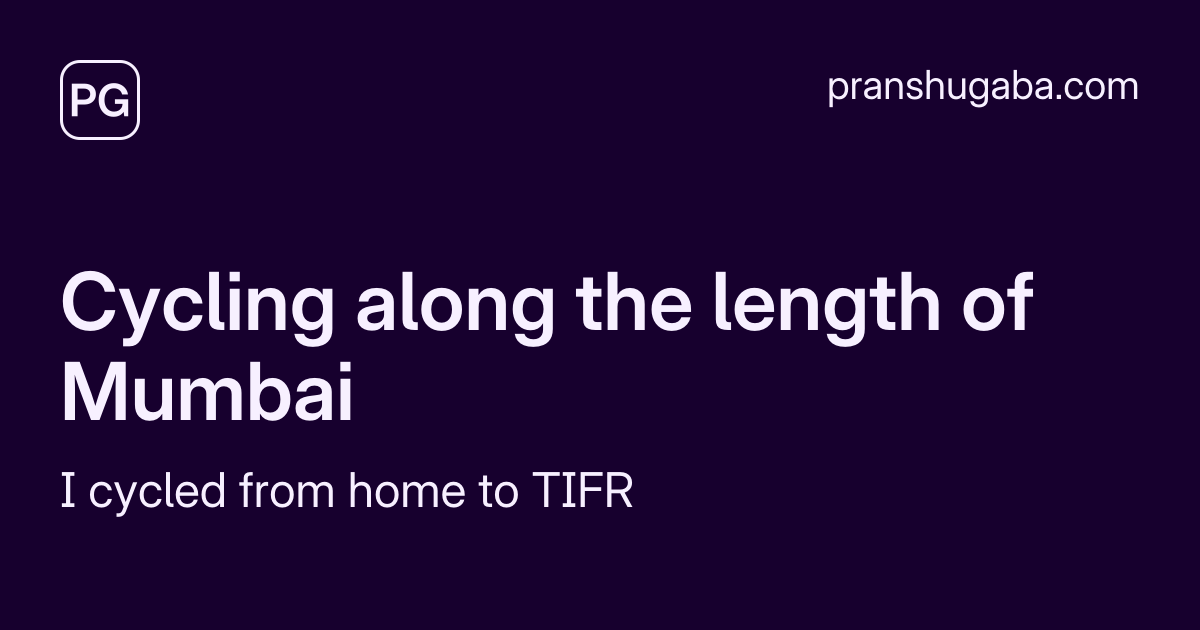 PG
pranshugaba.com
Cycling along the length of
Mumbai
I cycled from home to TIFR